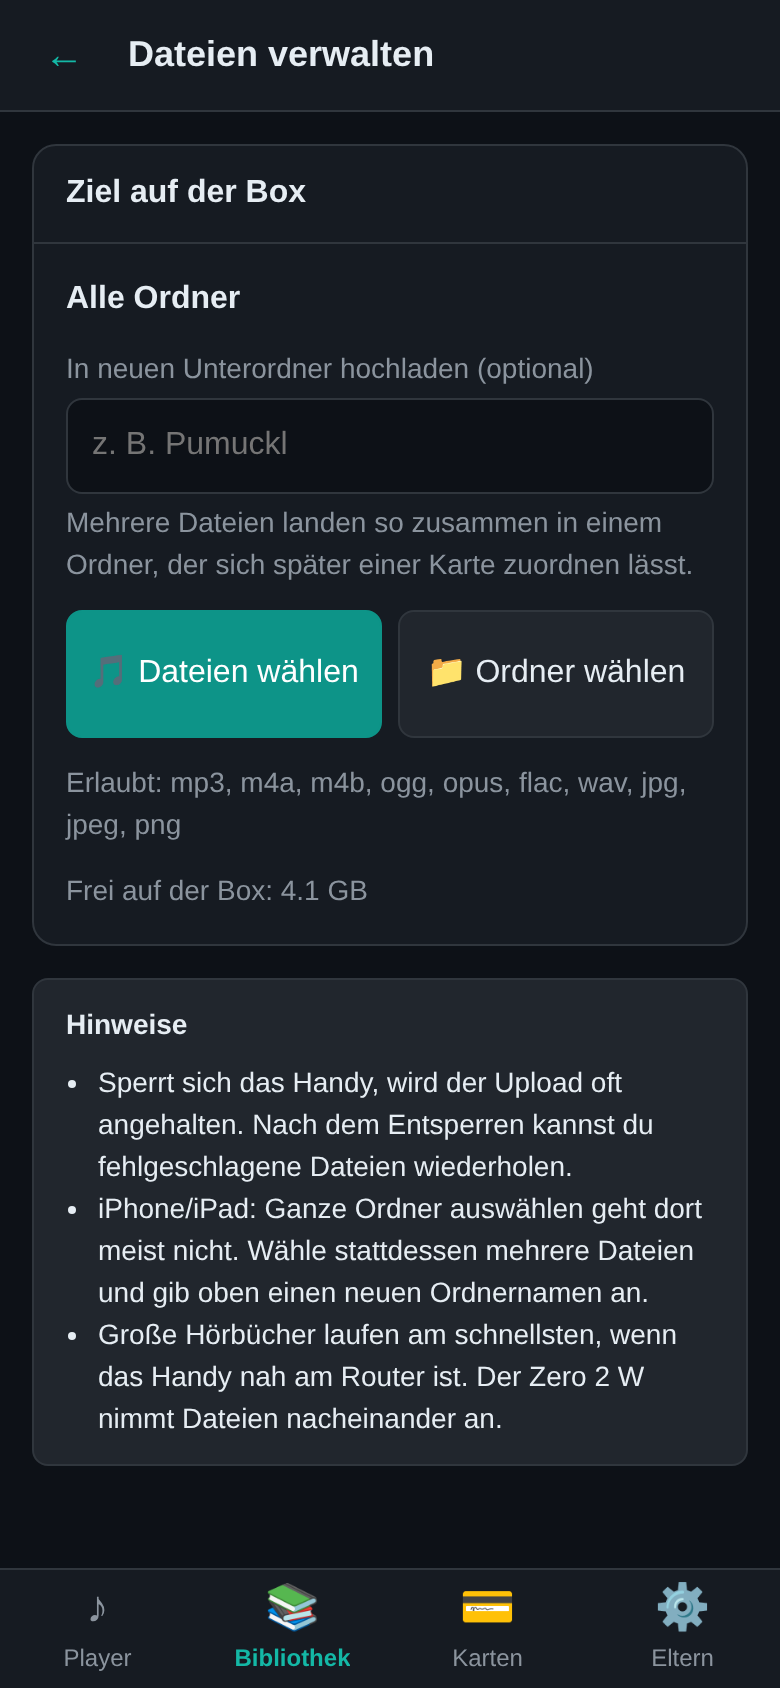 ← Dateien verwalten
Ziel auf der Box
Alle Ordner
In neuen Unterordner hochladen (optional)
z. B. Pumuckl
Mehrere Dateien landen so zusammen in einem
Ordner, der sich später einer Karte zuordnen lässt.
🎵 Dateien wählen
📁 Ordner wählen
Erlaubt: mp3, m4a, m4b, ogg, opus, flac, wav, jpg,
jpeg, png
Frei auf der Box: 4.1 GB
Hinweise
• Sperrt sich das Handy, wird der Upload oft
angehalten. Nach dem Entsperren kannst du
fehlgeschlagene Dateien wiederholen.
• iPhone/iPad: Ganze Ordner auswählen geht dort
meist nicht. Wähle stattdessen mehrere Dateien
und gib oben einen neuen Ordnernamen an.
• Große Hörbücher laufen am schnellsten, wenn
das Handy nah am Router ist. Der Zero 2 W
nimmt Dateien nacheinander an.
Player
Bibliothek
Karten
Eltern